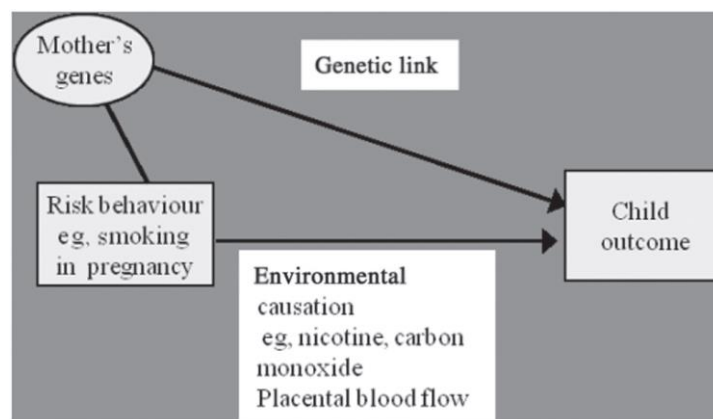 Mother's
genes
Genetic link
Risk behaviour
eg, smoking
in pregnancy
Child
outcome
Environmental
causation
eg, nicotine, carbon
monoxide
Placental blood flow